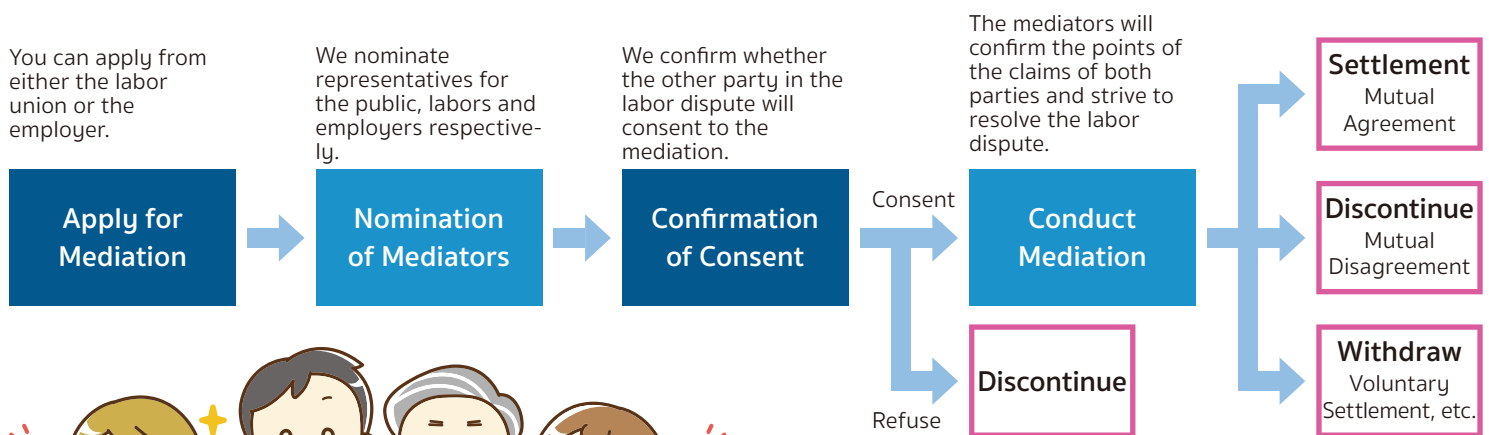 You can apply from
either the labor
union or the
employer.
Apply for
Mediation
We nominate
representatives for
the public, labors and
employers respective-
ly.
Nomination
of Mediators
We confirm whether
the other party in the
labor dispute will
consent to the
mediation.
Confirmation
of Consent
Consent
Refuse
The mediators will
confirm the points of
the claims of both
parties and strive to
resolve the labor
dispute.
Conduct
Mediation
Discontinue
Settlement
Mutual
Agreement
Discontinue
Mutual
Disagreement
Withdraw
Voluntary
Settlement, etc.